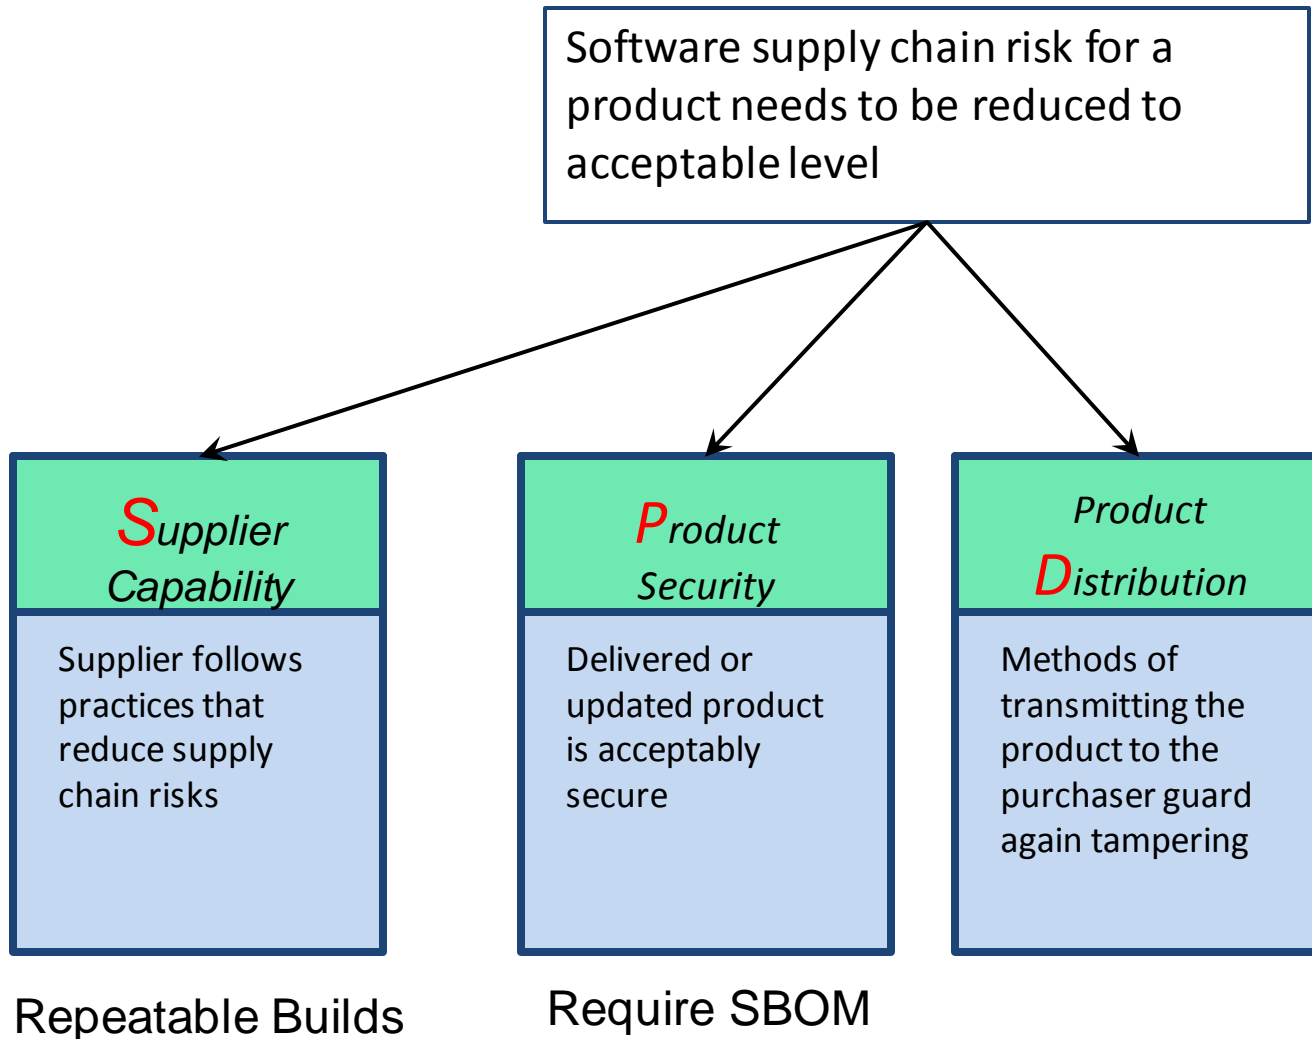 Software supply chain risk for a
product needs to be reduced to
acceptable level
Supplier
Capability
Product
Security
Product
Distribution
Supplier follows
practices that
reduce supply
chain risks
Delivered or
updated product
is acceptably
secure
Methods of
transmitting the
product to the
purchaser guard
again tampering
Repeatable Builds
Require SBOM